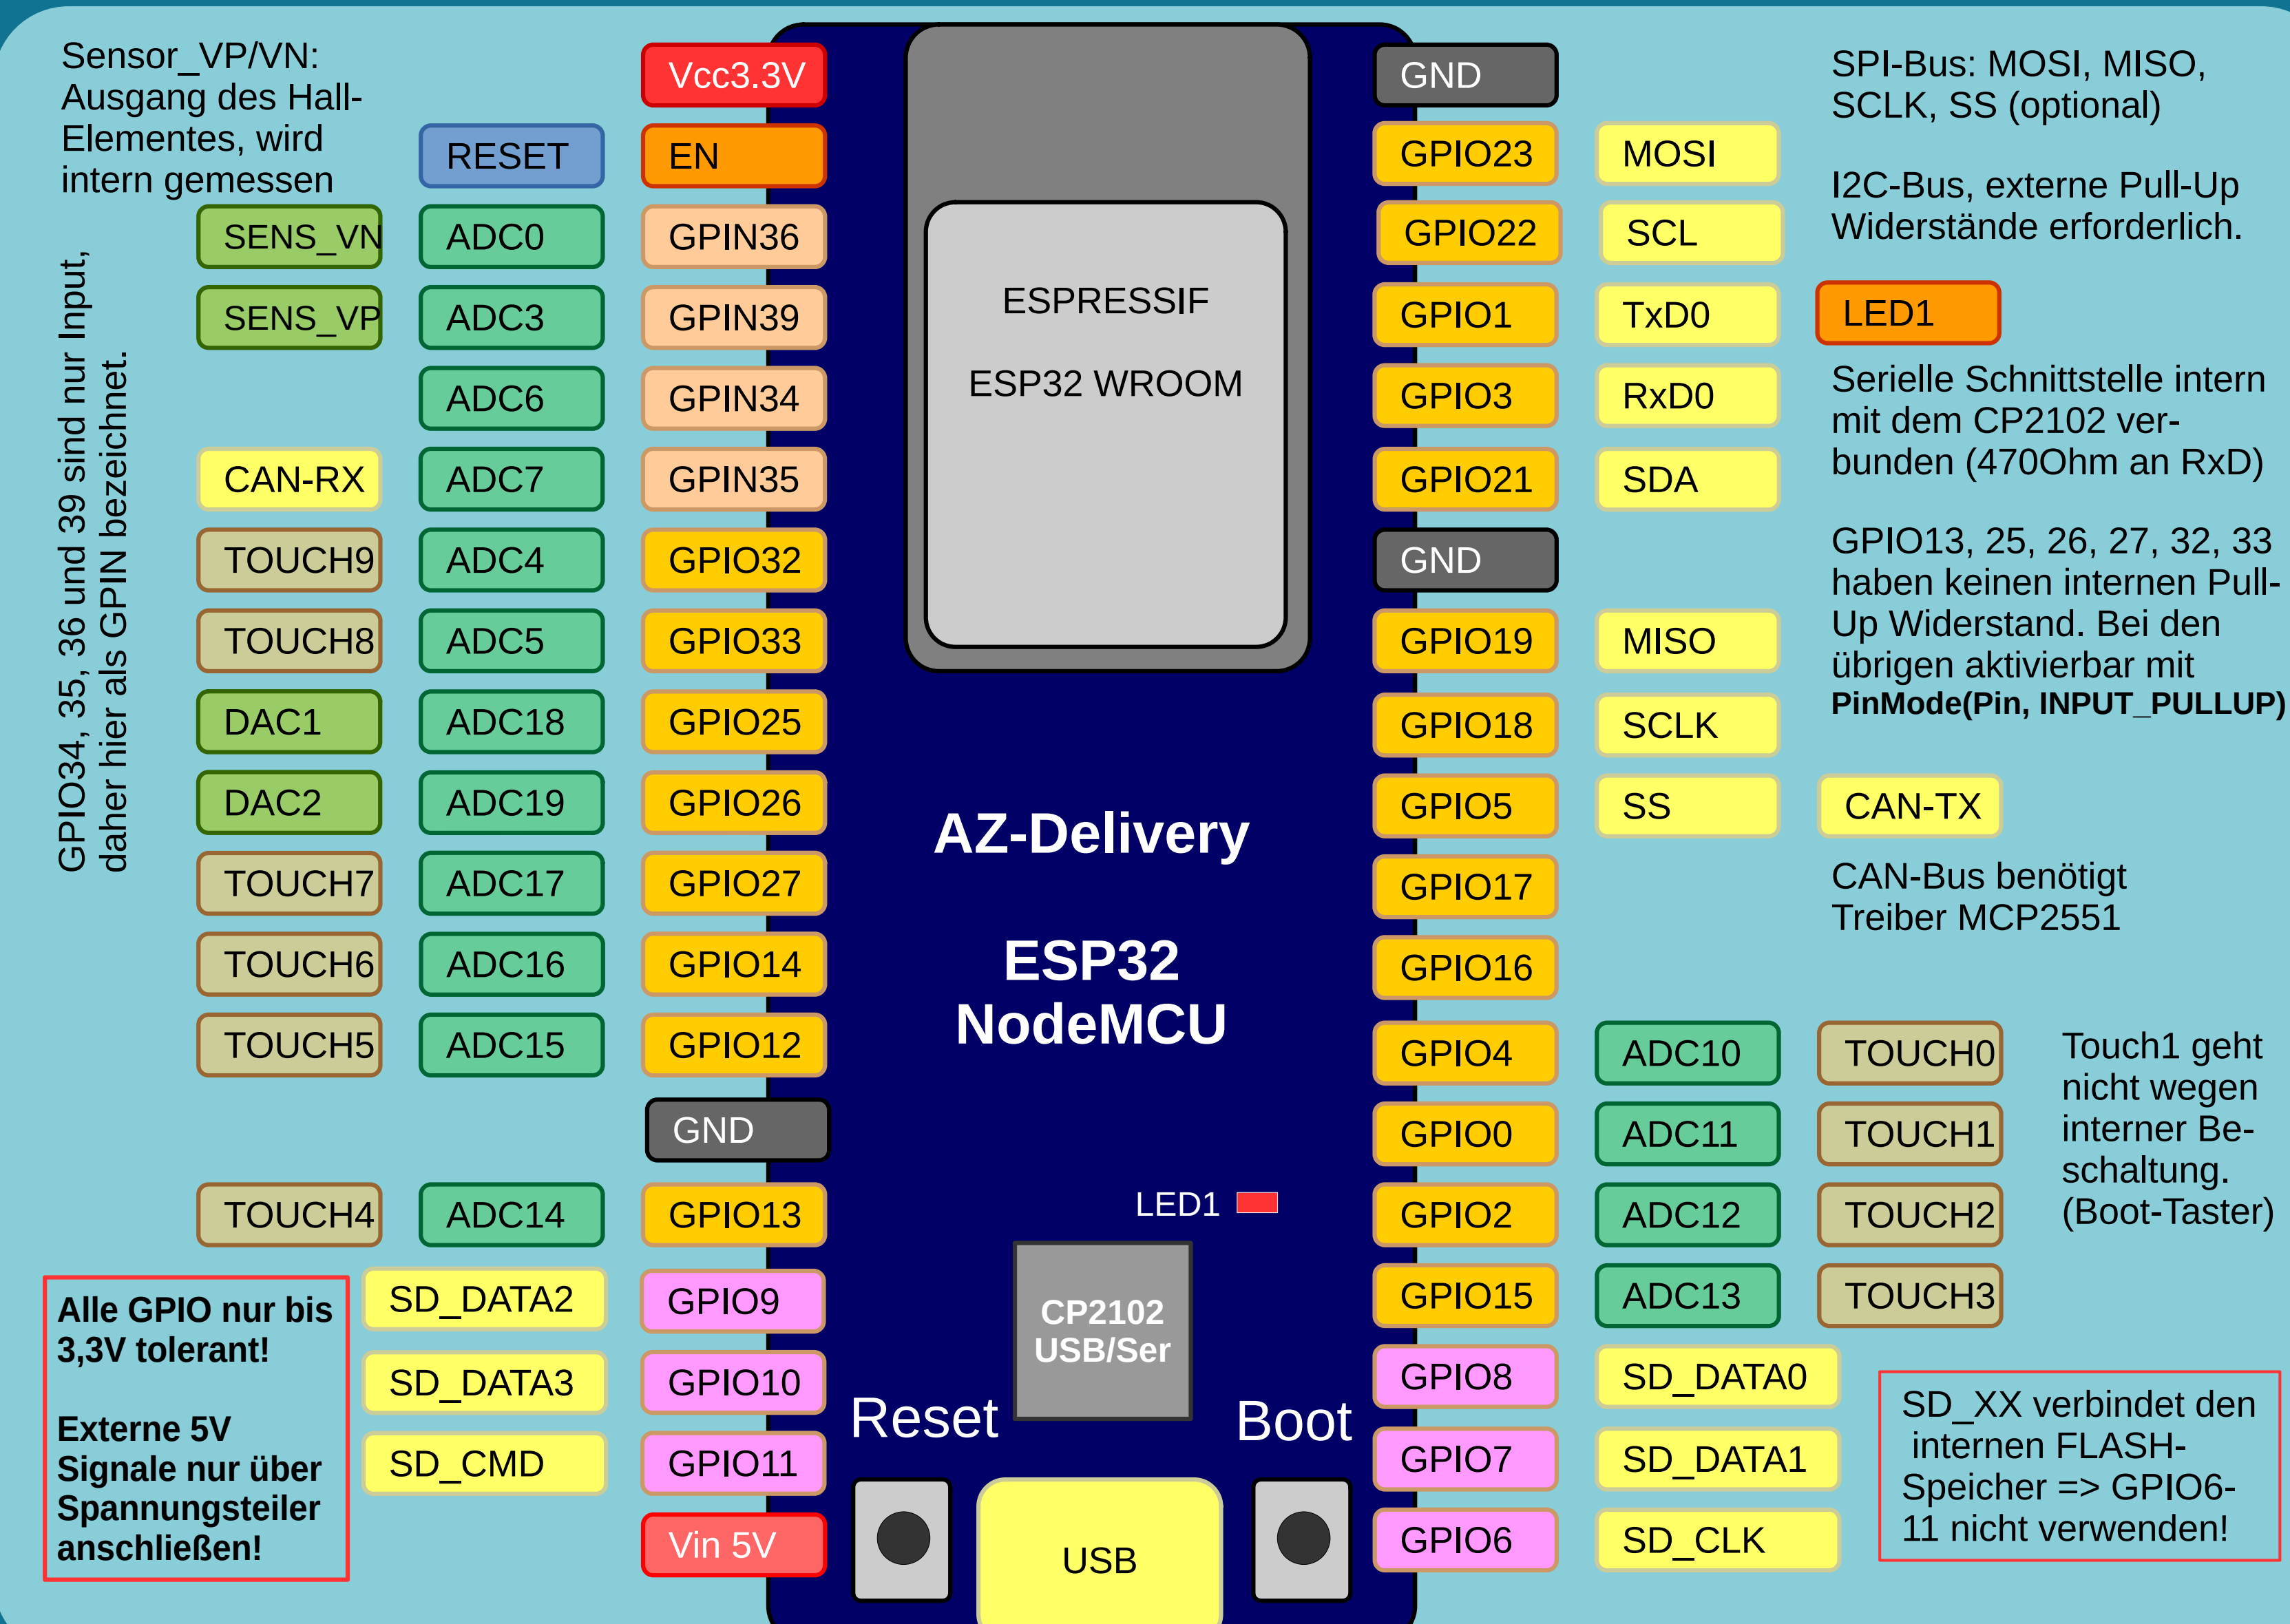 Sensor_VP/VN:
Ausgang des Hall-
Elementes, wird
intern gemessen
GPIO34, 35, 36 und 39 sind nur Input,
daher hier als GPIN bezeichnet.
Vcc3.3V
RESET EN
SENS_VN ADC0 GPIN36
SENS_VP ADC3 GPIN39
ADC6 GPIN34
CAN-RX ADC7 GPIN35
TOUCH9 ADC4 GPIO32
TOUCH8 ADC5 GPIO33
DAC1 ADC18 GPIO25
DAC2 ADC19 GPIO26
TOUCH7 ADC17 GPIO27
TOUCH6 ADC16 GPIO14
TOUCH5 ADC15 GPIO12
GND
TOUCH4 ADC14 GPIO13
SD_DATA2 GPIO9
SD_DATA3 GPIO10
SD_CMD GPIO11
Vin 5V
Alle GPIO nur bis
3,3V tolerant!
Externe 5V
Signale nur über
Spannungsteiler
anschließen!
ESPRESSIF
ESP32 WROOM
AZ-Delivery
ESP32
NodeMCU
LED1
CP2102
USB/Ser
Reset
Boot
USB
GND
GPIO23 MOSI
GPIO22 SCL
GPIO1 TxD0 LED1
GPIO3 RxD0
GPIO21 SDA
GND
GPIO19 MISO
GPIO18 SCLK
GPIO5 SS CAN-TX
GPIO17
GPIO16
GPIO4 ADC10 TOUCH0
GPIO0 ADC11 TOUCH1
GPIO2 ADC12 TOUCH2
GPIO15 ADC13 TOUCH3
GPIO8 SD_DATA0
GPIO7 SD_DATA1
GPIO6 SD_CLK
SPI-Bus: MOSI, MISO,
SCLK, SS (optional)
I2C-Bus, externe Pull-Up
Widerstände erforderlich.
Serielle Schnittstelle intern
mit dem CP2102 ver-
bunden (470Ohm an RxD)
GPIO13, 25, 26, 27, 32, 33
haben keinen internen Pull-
Up Widerstand. Bei den
übrigen aktivierbar mit
PinMode(Pin, INPUT_PULLUP)
CAN-Bus benötigt
Treiber MCP2551
Touch1 geht
nicht wegen
interner Be-
schaltung.
(Boot-Taster)
SD_XX verbindet den
internen FLASH-
Speicher => GPIO6-
11 nicht verwenden!